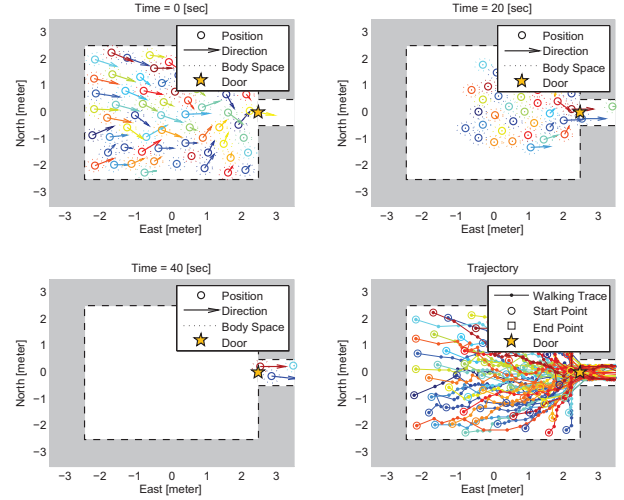 Time = 0 [sec]
3
2
1
0
−1
−2
−3
North [meter]
−3 −2 −1 0 1 2 3
East [meter]
Position
Direction
Body Space
Door
Time = 20 [sec]
3
2
1
0
−1
−2
−3
North [meter]
−3 −2 −1 0 1 2 3
East [meter]
Position
Direction
Body Space
Door
Time = 40 [sec]
3
2
1
0
−1
−2
−3
North [meter]
−3 −2 −1 0 1 2 3
East [meter]
Position
Direction
Body Space
Door
Trajectory
3
2
1
0
−1
−2
−3
North [meter]
−3 −2 −1 0 1 2 3
East [meter]
Walking Trace
Start Point
End Point
Door